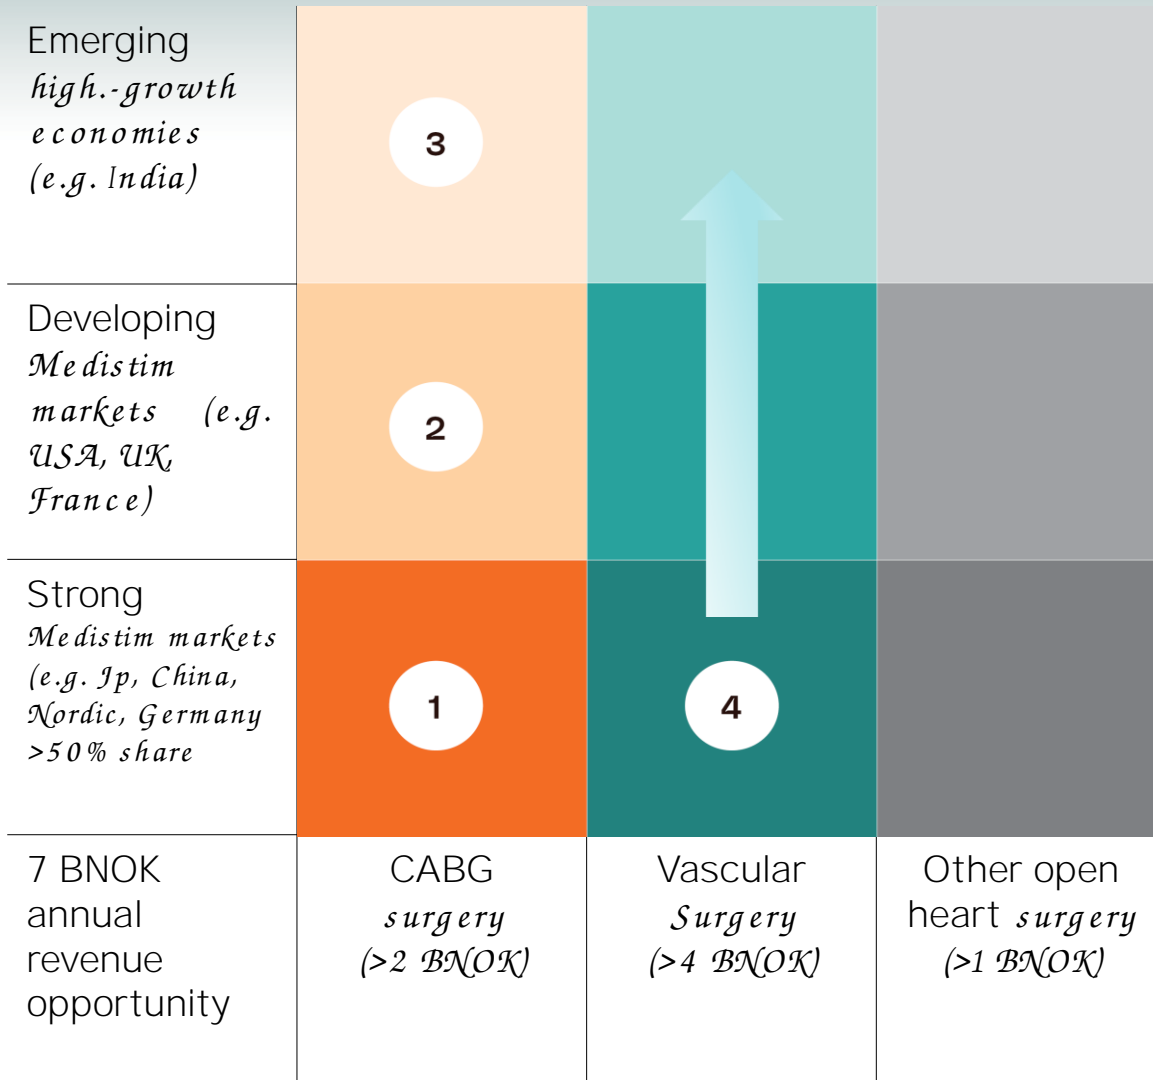 Emerging
high.-growth
economies
(e.g. India)
3
Developing
Medistim
markets (e.g.
USA, UK,
France)
2
Strong
Medistim markets
(e.g. Jp, China,
Nordic, Germany
>50% share
1
4
7 BNOK
annual
revenue
opportunity
CABG
surgery
(>2 BNOK)
Vascular
Surgery
(>4 BNOK)
Other open
heart surgery
(>1 BNOK)